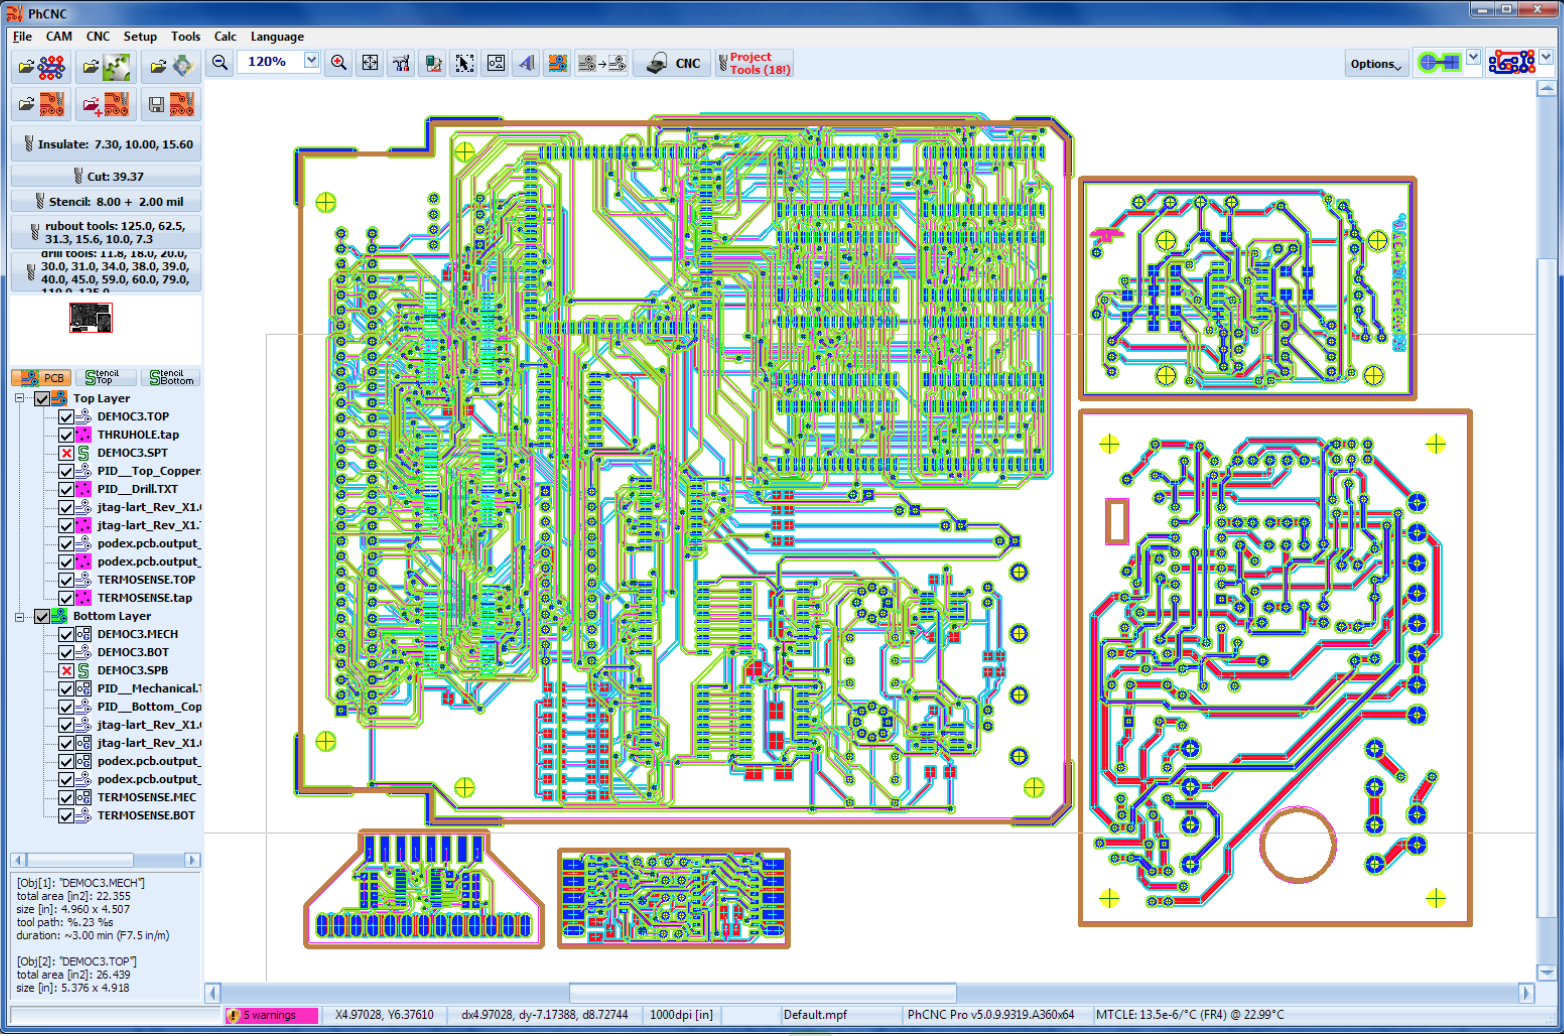 PhCNC
File CAM CNC Setup Tools Calc Language
120%
CNC
Project
Tools (18!)
Options
Insulate: 7.30, 10.00, 15.60
Cut: 39.37
Stencil: 8.00 + 2.00 mil
rubout tools: 125.0, 62.5,
31.3, 15.6, 10.0, 7.3
drill tools: 11.8, 18.0, 20.0,
30.0, 31.0, 34.0, 38.0, 39.0,
40.0, 45.0, 59.0, 60.0, 79.0,
110.0, 125.0
PCB
Stencil
Top
Stencil
Bottom
Top Layer
DEMOC3.TOP
THRUHOLE.tap
DEMOC3.SPT
PID__Top_Copper.
PID__Drill.TXT
jtag-lart_Rev_X1.
jtag-lart_Rev_X1.
podex.pcb.output_
podex.pcb.output_
TERMOSENSE.TOP
TERMOSENSE.tap
Bottom Layer
DEMOC3.MECH
DEMOC3.BOT
DEMOC3.SPB
PID__Mechanical.
PID__Bottom_Cop
jtag-lart_Rev_X1.
jtag-lart_Rev_X1.
podex.pcb.output_
podex.pcb.output_
TERMOSENSE.MEC
TERMOSENSE.BOT
[Obj[1]: "DEMOC3.MECH"]
total area [in2]: 22.355
size [in]: 4.960 x 4.507
tool path: %.23 %s
duration: ~3.00 min (F7.5 in/m)
[Obj[2]: "DEMOC3.TOP"]
total area [in2]: 26.439
size [in]: 5.376 x 4.918
5 warnings
X4.97028, Y6.37610
dx4.97028, dy-7.17388, d8.72744
1000dpi [in]
Default.mpf
PhCNC Pro v5.0.9.9319.A360x64
MTCLE: 13.5e-6/°C (FR4) @ 22.99°C